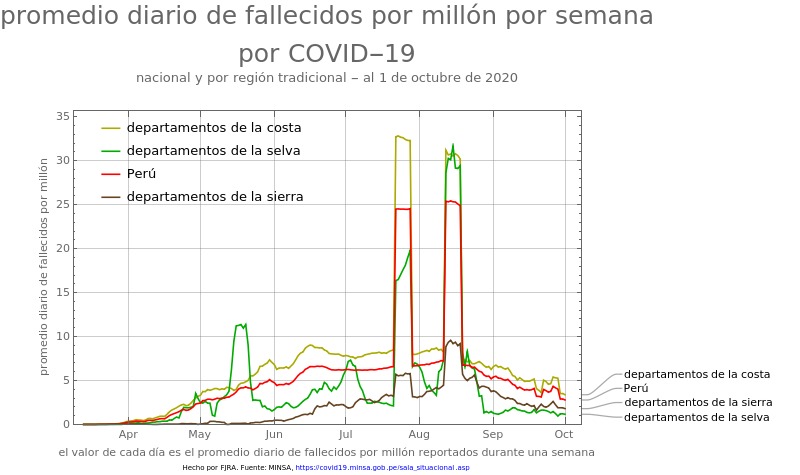 promedio diario de fallecidos por millón por semana
por COVID−19
nacional y por región tradicional − al 1 de octubre de 2020
promedio diario de fallecidos por millón
35
30
25
20
15
10
5
0
departamentos de la costa
departamentos de la selva
Perú
departamentos de la sierra
Apr May Jun Jul Aug Sep Oct
departamentos de la costa
Perú
departamentos de la sierra
departamentos de la selva
el valor de cada día es el promedio diario de fallecidos por millón reportados durante una semana
Hecho por FJRA. Fuente: MINSA, https://covid19.minsa.gob.pe/sala_situacional.asp